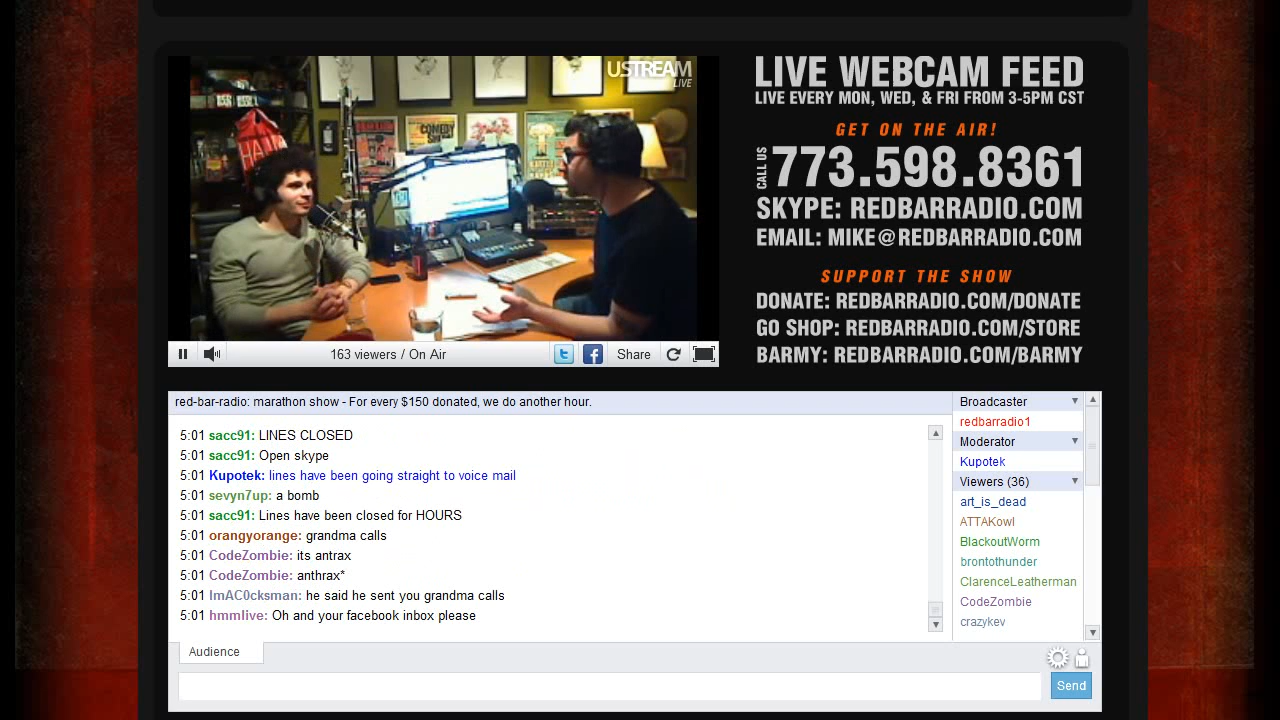 USTREAM
LIVE
HAITI
COMEDY
LIVE WEBCAM FEED
LIVE EVERY MON, WED, & FRI FROM 3-5PM CST
GET ON THE AIR!
CALL US 773.598.8361
SKYPE: REDBARRADIO.COM
EMAIL: MIKE@REDBARRADIO.COM
SUPPORT THE SHOW
DONATE: REDBARRADIO.COM/DONATE
GO SHOP: REDBARRADIO.COM/STORE
BARMY: REDBARRADIO.COM/BARMY
163 viewers / On Air
Share
red-bar-radio: marathon show - For every $150 donated, we do another hour.
5:01 sacc91: LINES CLOSED
5:01 sacc91: Open skype
5:01 Kupotek: lines have been going straight to voice mail
5:01 sevyn7up: a bomb
5:01 sacc91: Lines have been closed for HOURS
5:01 orangyorange: grandma calls
5:01 CodeZombie: its antrax
5:01 CodeZombie: anthrax*
5:01 ImAC0cksman: he said he sent you grandma calls
5:01 hmmlive: Oh and your facebook inbox please
Broadcaster
redbarradio1
Moderator
Kupotek
Viewers (36)
art_is_dead
ATTAKowl
BlackoutWorm
brontothunder
ClarenceLeatherman
CodeZombie
crazykev
Audience
Send